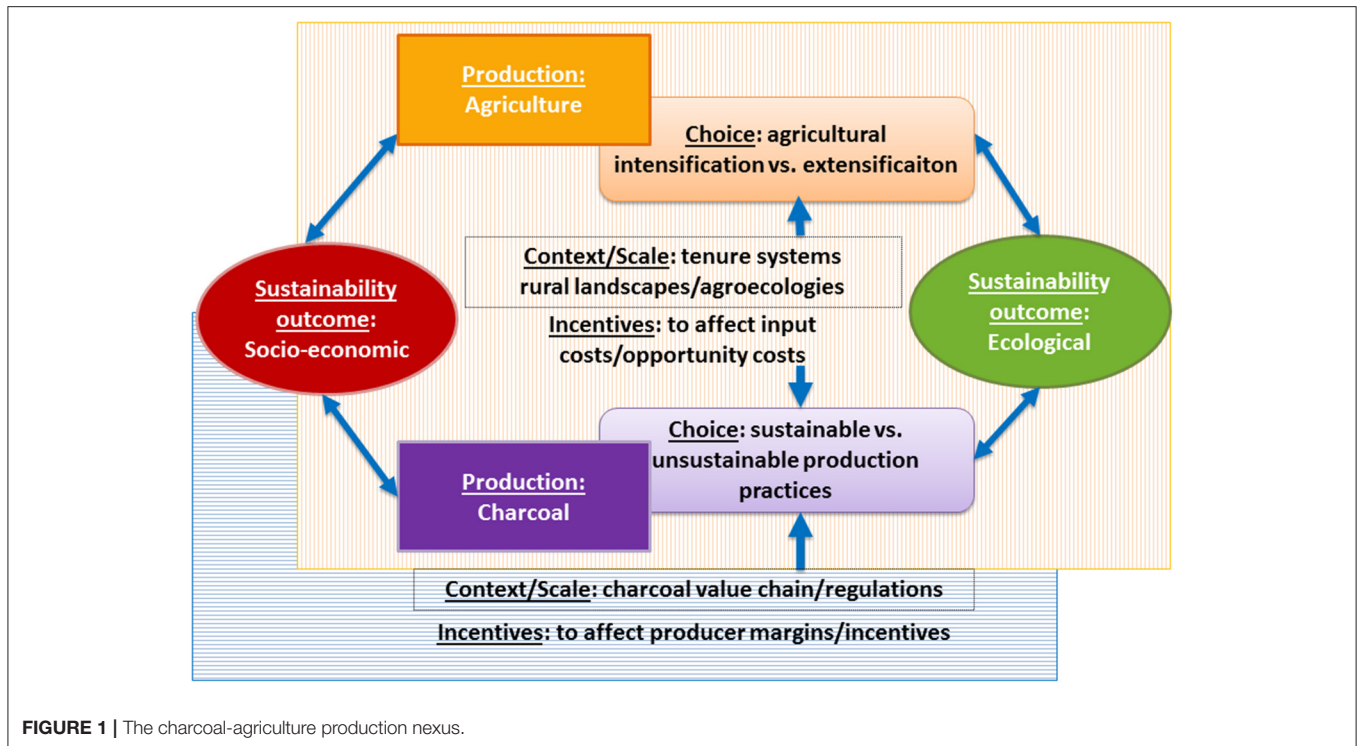 Production:
Agriculture
Choice: agricultural
intensification vs. extensificaiton
Context/Scale: tenure systems
rural landscapes/agroecologies
Incentives: to affect input
costs/opportunity costs
Sustainability
outcome:
Socio-economic
Sustainability
outcome:
Ecological
Choice: sustainable vs.
unsustainable production
practices
Production:
Charcoal
Context/Scale: charcoal value chain/regulations
Incentives: to affect producer margins/incentives
FIGURE 1 | The charcoal-agriculture production nexus.